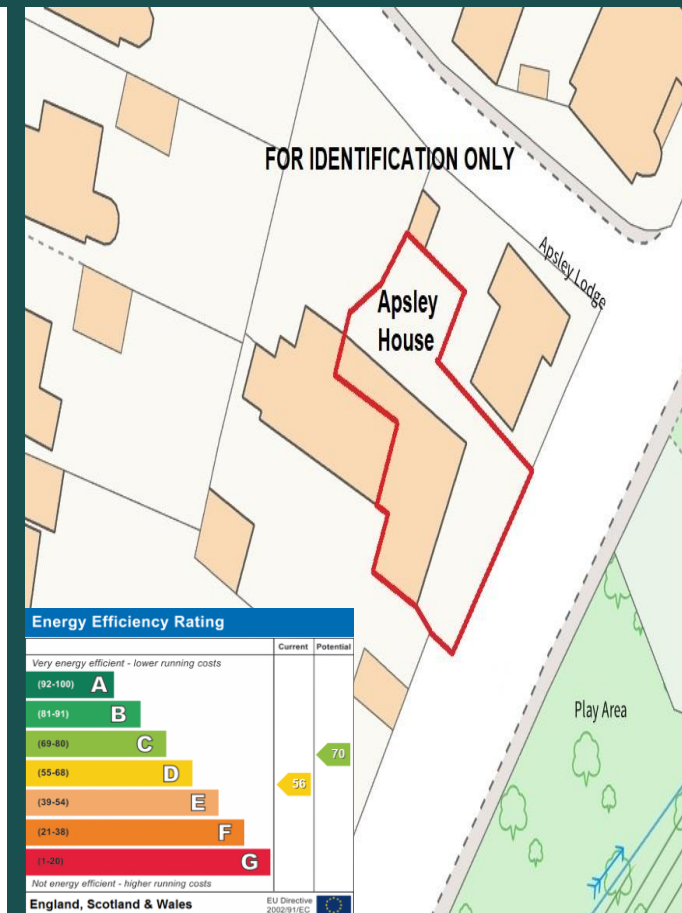 FOR IDENTIFICATION ONLY
Apsley Lodge
Apsley
House
Play Area
Energy Efficiency Rating
Current Potential
Very energy efficient - lower running costs
(92-100) A
(81-91) B
(69-80) C
70
(55-68) D
56
(39-54) E
(21-38) F
(1-20) G
Not energy efficient - higher running costs
England, Scotland & Wales
EU Directive
2002/91/EC